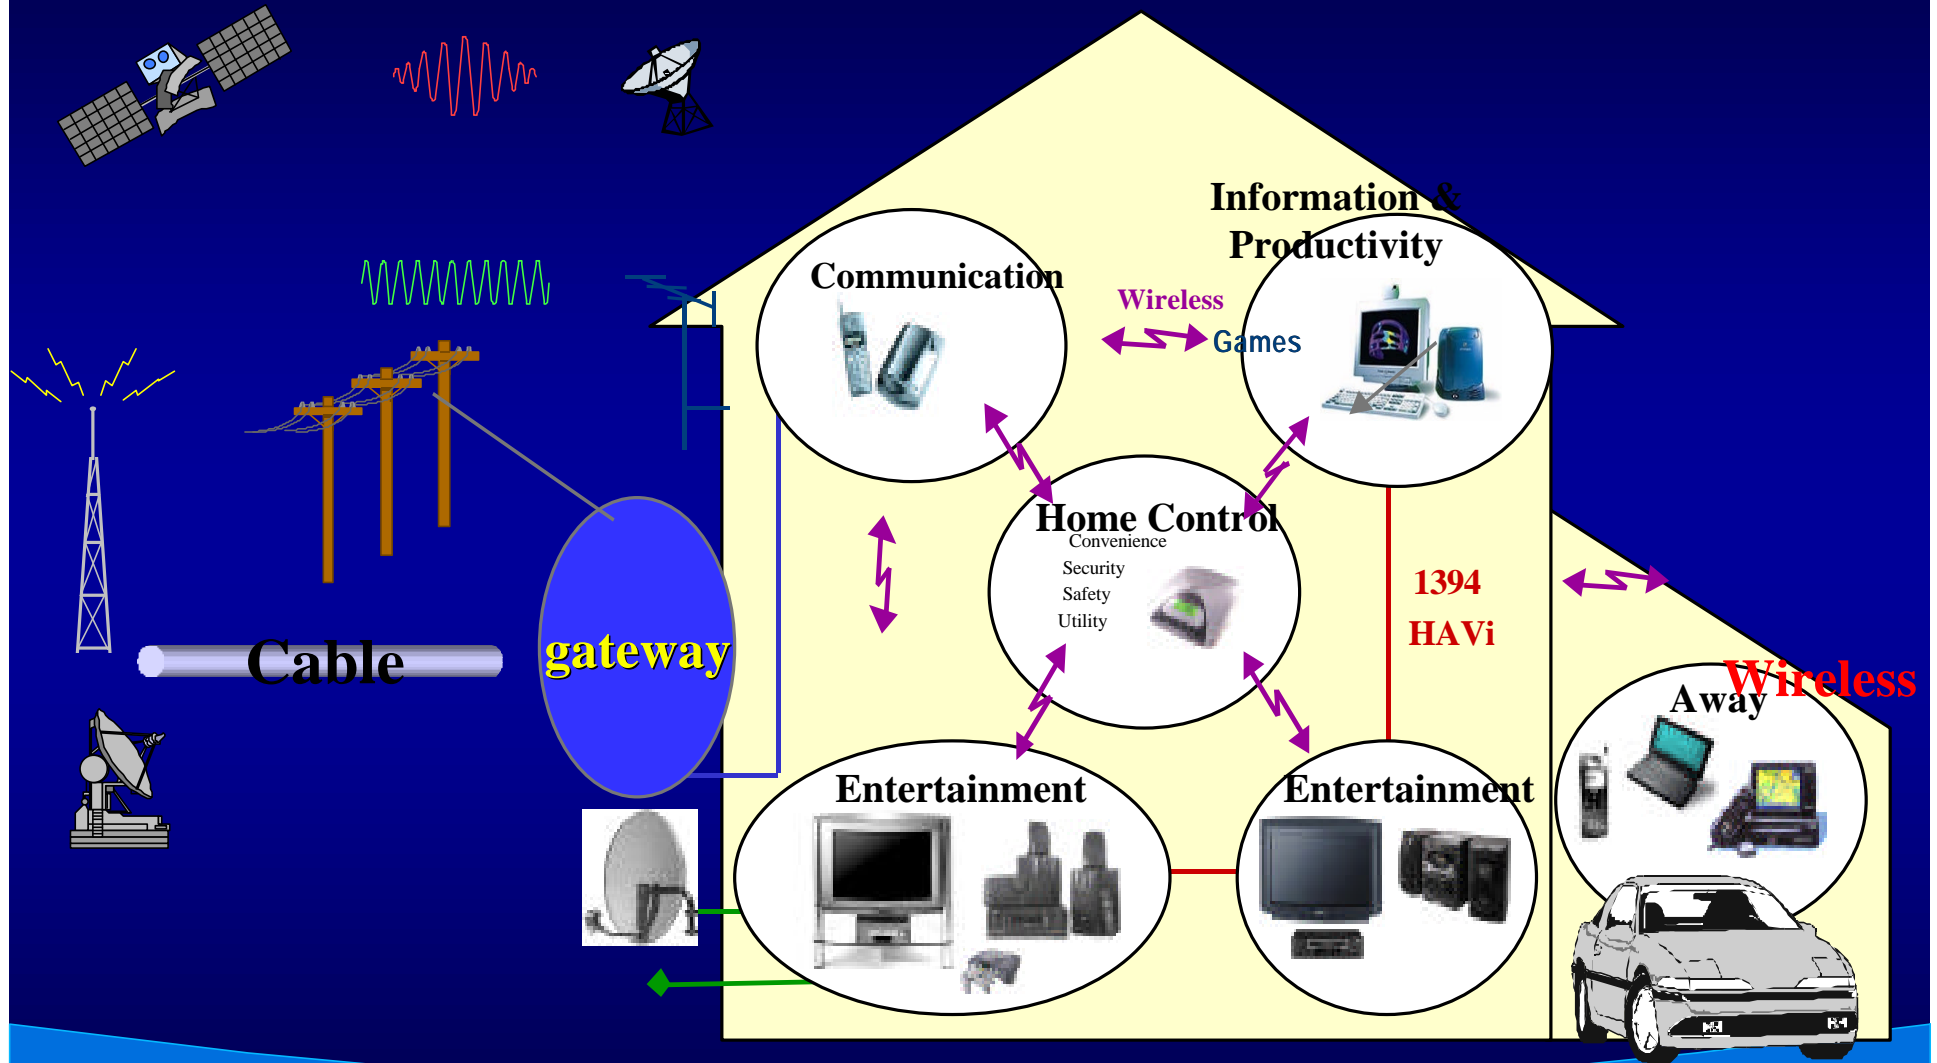 Information &
Productivity
Communication
Wireless
Games
Home Control
Convenience
Security
Safety
Utility
1394
HAVi
Cable
gateway
Wireless
Away
Entertainment
Entertainment